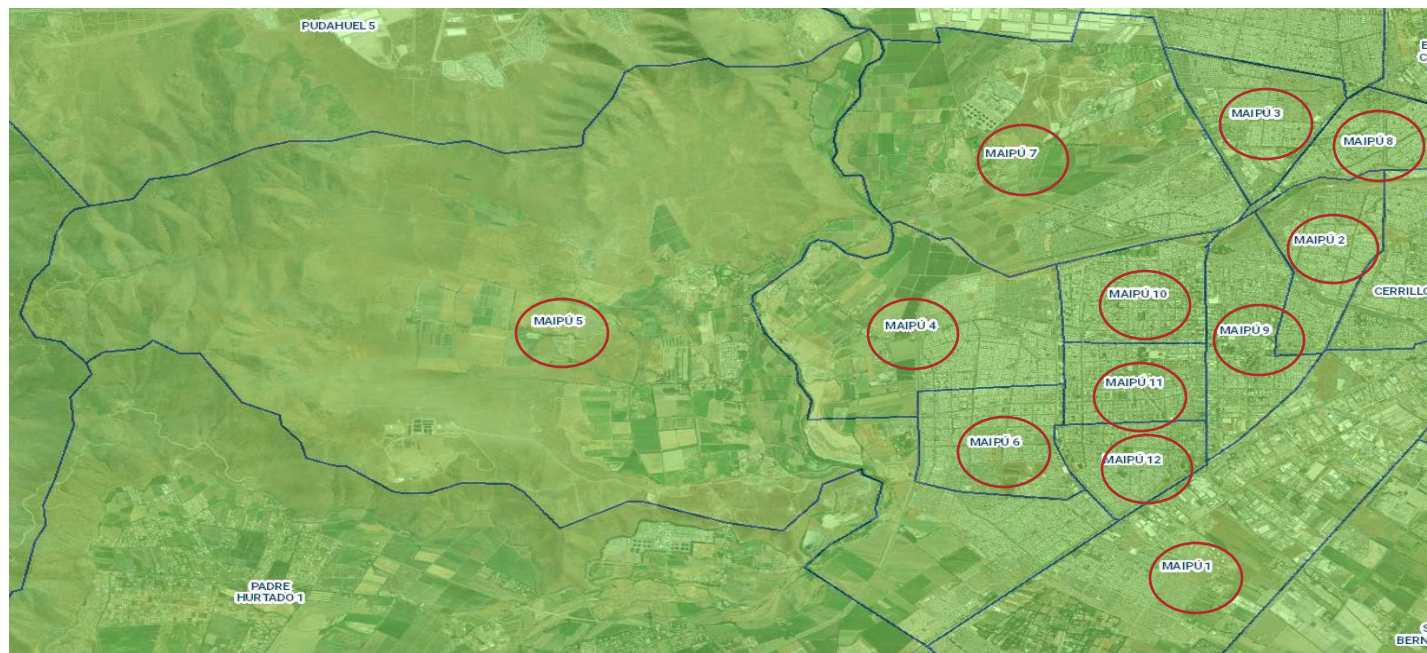 PUDAHUEL 5
MAIPÚ 3
MAIPÚ 8
MAIPÚ 7
MAIPÚ 2
MAIPÚ 10
CERRILLO
MAIPÚ 5
MAIPÚ 4
MAIPÚ 9
MAIPÚ 11
MAIPÚ 6
MAIPÚ 12
MAIPÚ 1
PADRE
HURTADO 1
BERN